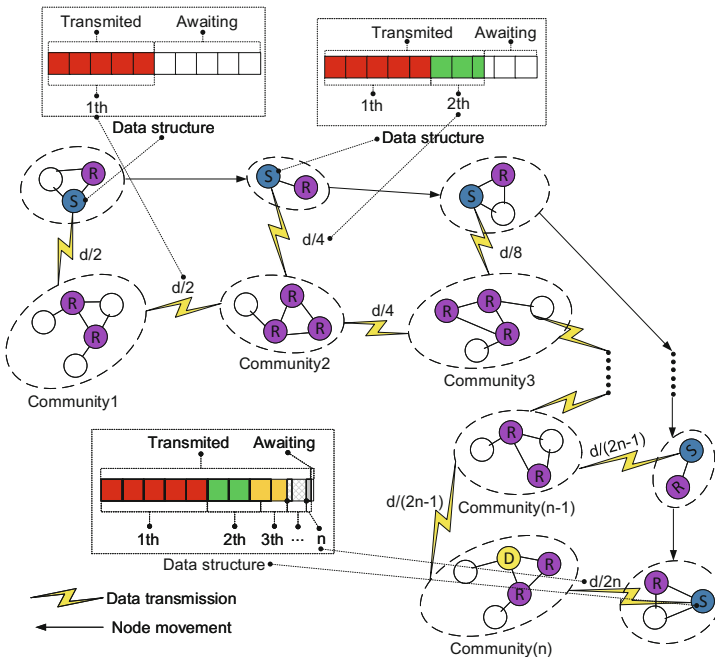 Transmited Awaiting
1th
Data structure
Transmited Awaiting
1th 2th
Data structure
R
S
S
R
R
S
d/2
d/4
d/8
d/2
d/4
R
R
R
R
R
R
R
R
Community1
Community2
Community3
Transmited Awaiting
1th 2th 3th ... n
Data structure
R
R
Community(n-1)
d/(2n-1)
S
R
d/(2n-1)
D
R
R
Community(n)
d/2n
R
S
Data transmission
Node movement